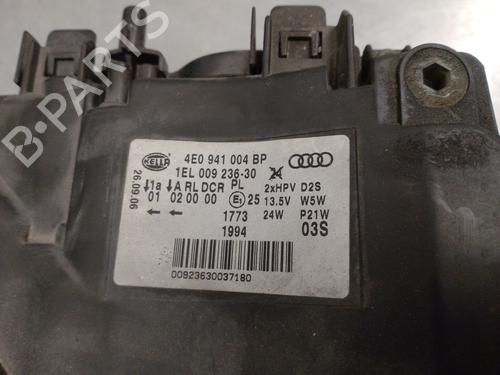 B-PARTS
HELLA
4E0 941 004 BP
1EL 009 236-30
26.09.06
1a A RL DCR PL 2xHPV D2S
01 02 00 00 E1 25 13.5V W5W
1773 24W P21W
1994 03S
00923630037180